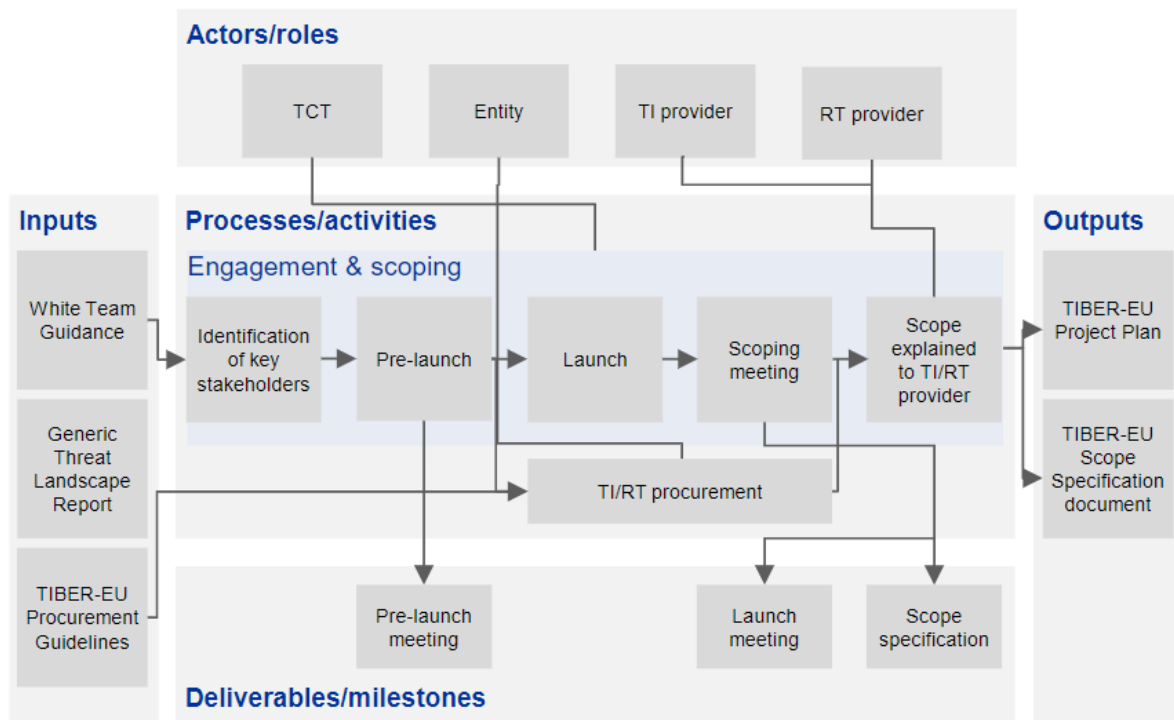 Actors/roles
TCT
Entity
TI provider
RT provider
Inputs
White Team
Guidance
Generic
Threat
Landscape
Report
TIBER-EU
Procurement
Guidelines
Processes/activities
Engagement & scoping
Identification
of key
stakeholders
Pre-launch
Launch
Scoping
meeting
Scope
explained
to TI/RT
provider
TI/RT procurement
Outputs
TIBER-EU
Project Plan
TIBER-EU
Scope
Specification
document
Pre-launch
meeting
Launch
meeting
Scope
specification
Deliverables/milestones